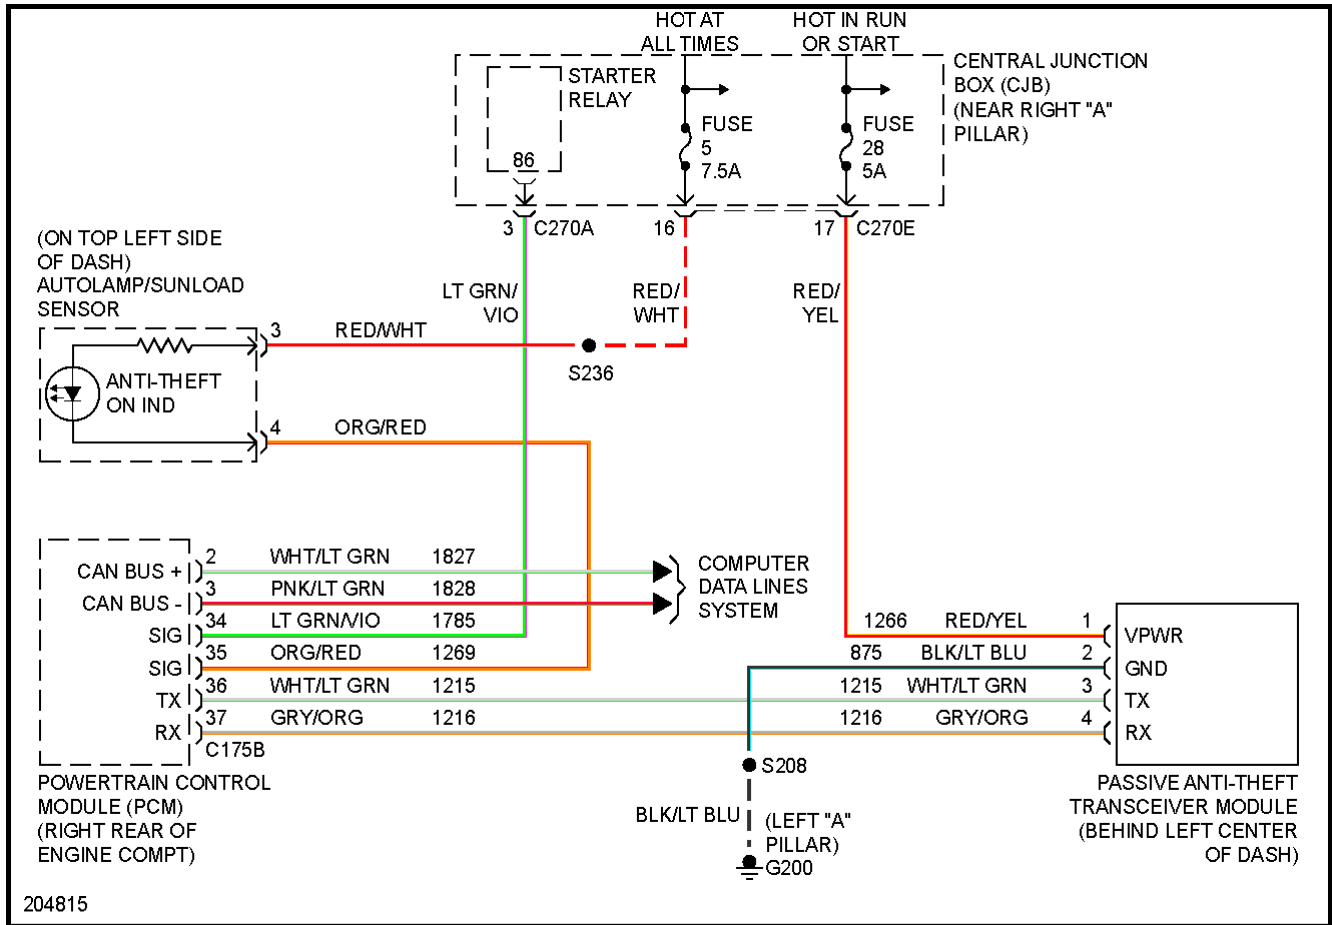 HOT AT
ALL TIMES
HOT IN RUN
OR START
STARTER
RELAY
86
FUSE
5
7.5A
FUSE
28
5A
CENTRAL JUNCTION
BOX (CJB)
(NEAR RIGHT "A"
PILLAR)
3 C270A
16
17 C270E
(ON TOP LEFT SIDE
OF DASH)
AUTOLAMP/SUNLOAD
SENSOR
LT GRN/
VIO
RED/
WHT
RED/
YEL
3 RED/WHT
S236
ANTI-THEFT
ON IND
4 ORG/RED
CAN BUS + 2 WHT/LT GRN 1827
CAN BUS - 3 PNK/LT GRN 1828
SIG 34 LT GRN/VIO 1785
SIG 35 ORG/RED 1269
TX 36 WHT/LT GRN 1215
RX 37 GRY/ORG 1216
C175B
POWERTRAIN CONTROL
MODULE (PCM)
(RIGHT REAR OF
ENGINE COMPT)
COMPUTER
DATA LINES
SYSTEM
1266 RED/YEL 1 VPWR
875 BLK/LT BLU 2 GND
1215 WHT/LT GRN 3 TX
1216 GRY/ORG 4 RX
S208
BLK/LT BLU
(LEFT "A"
PILLAR)
G200
PASSIVE ANTI-THEFT
TRANSCEIVER MODULE
(BEHIND LEFT CENTER
OF DASH)
204815